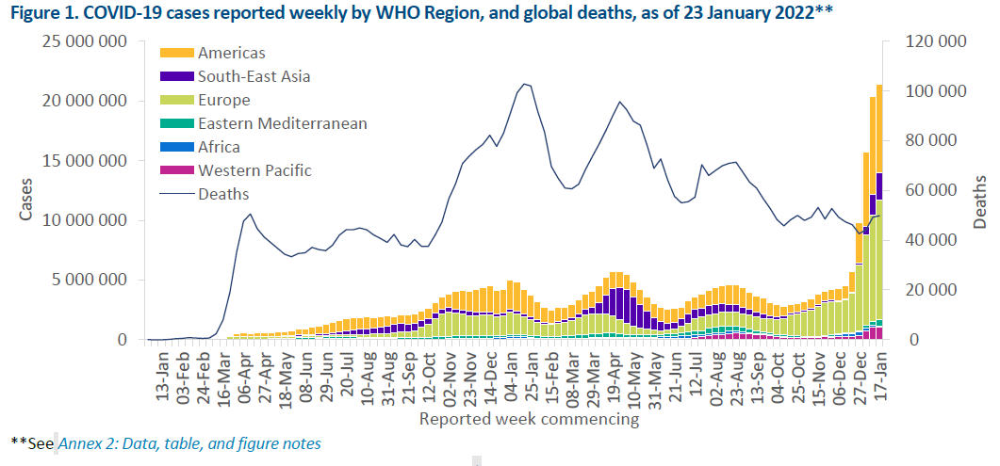 Figure 1. COVID-19 cases reported weekly by WHO Region, and global deaths, as of 23 January 2022**
25 000 000
20 000 000
15 000 000
10 000 000
5 000 000
0
Cases
Americas
South-East Asia
Europe
Eastern Mediterranean
Africa
Western Pacific
Deaths
120 000
100 000
80 000
60 000
40 000
20 000
0
Deaths
13-Jan
03-Feb
24-Feb
16-Mar
06-Apr
27-Apr
18-May
08-Jun
29-Jun
20-Jul
10-Aug
31-Aug
21-Sep
12-Oct
02-Nov
23-Nov
14-Dec
04-Jan
25-Jan
15-Feb
08-Mar
29-Mar
19-Apr
10-May
31-May
21-Jun
12-Jul
02-Aug
23-Aug
13-Sep
04-Oct
25-Oct
15-Nov
06-Dec
27-Dec
17-Jan
Reported week commencing
**See Annex 2: Data, table, and figure notes